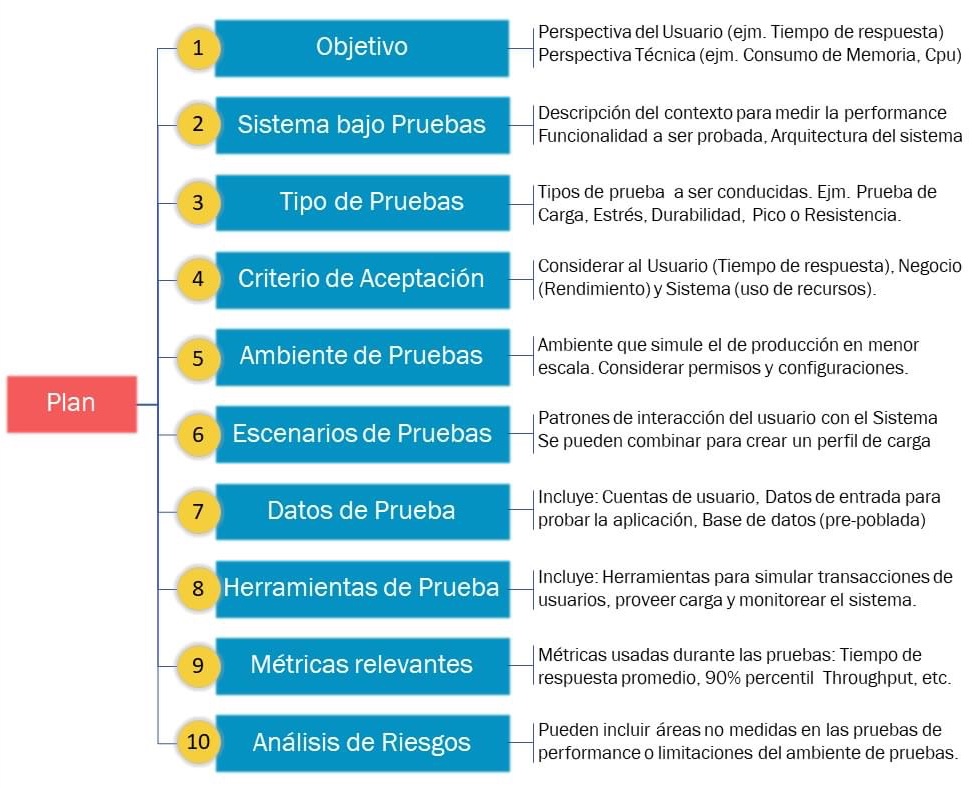 Plan
1
Objetivo
Perspectiva del Usuario (ejm. Tiempo de respuesta)
Perspectiva Técnica (ejm. Consumo de Memoria, Cpu)
2
Sistema bajo Pruebas
Descripción del contexto para medir la performance
Funcionalidad a ser probada, Arquitectura del sistema
3
Tipo de Pruebas
Tipos de prueba a ser conducidas. Ejm. Prueba de
Carga, Estrés, Durabilidad, Pico o Resistencia.
4
Criterio de Aceptación
Considerar al Usuario (Tiempo de respuesta), Negocio
(Rendimiento) y Sistema (uso de recursos).
5
Ambiente de Pruebas
Ambiente que simule el de producción en menor
escala. Considerar permisos y configuraciones.
6
Escenarios de Pruebas
Patrones de interacción del usuario con el Sistema
Se pueden combinar para crear un perfil de carga
7
Datos de Prueba
Incluye: Cuentas de usuario, Datos de entrada para
probar la aplicación, Base de datos (pre-poblada)
8
Herramientas de Prueba
Incluye: Herramientas para simular transacciones de
usuarios, proveer carga y monitorear el sistema.
9
Métricas relevantes
Métricas usadas durante las pruebas: Tiempo de
respuesta promedio, 90% percentil Throughput, etc.
10
Análisis de Riesgos
Pueden incluir áreas no medidas en las pruebas de
performance o limitaciones del ambiente de pruebas.